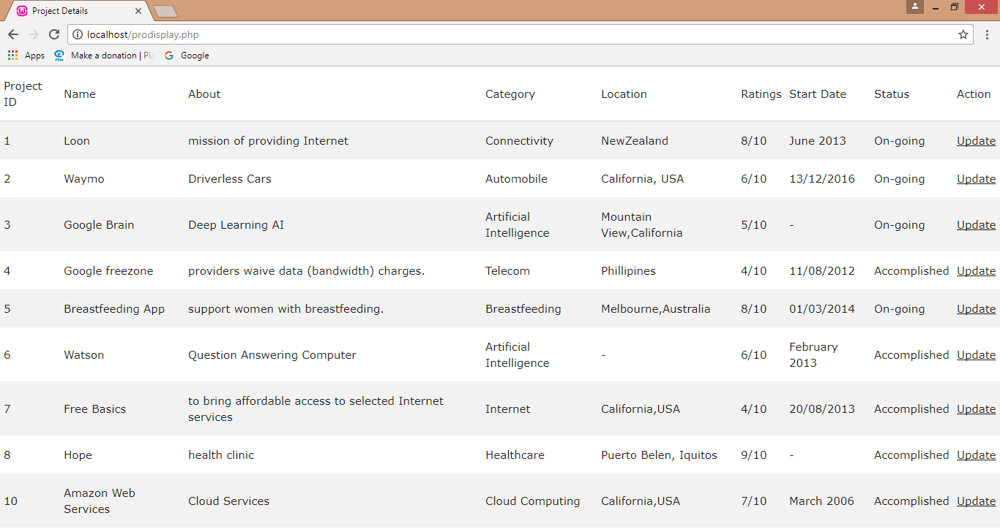 Project Details
localhost/prodisplay.php
Apps Make a donation | Pla Google
Project
ID Name About Category Location Ratings Start Date Status Action
1 Loon mission of providing Internet Connectivity NewZealand 8/10 June 2013 On-going Update
2 Waymo Driverless Cars Automobile California, USA 6/10 13/12/2016 On-going Update
3 Google Brain Deep Learning AI Artificial
Intelligence Mountain
View,California 5/10 - On-going Update
4 Google freezone providers waive data (bandwidth) charges. Telecom Phillipines 4/10 11/08/2012 Accomplished Update
5 Breastfeeding App support women with breastfeeding. Breastfeeding Melbourne,Australia 8/10 01/03/2014 On-going Update
6 Watson Question Answering Computer Artificial
Intelligence - 6/10 February
2013 Accomplished Update
7 Free Basics to bring affordable access to selected Internet
services Internet California,USA 4/10 20/08/2013 Accomplished Update
8 Hope health clinic Healthcare Puerto Belen, Iquitos 9/10 - Accomplished Update
10 Amazon Web
Services Cloud Services Cloud Computing California,USA 7/10 March 2006 Accomplished Update